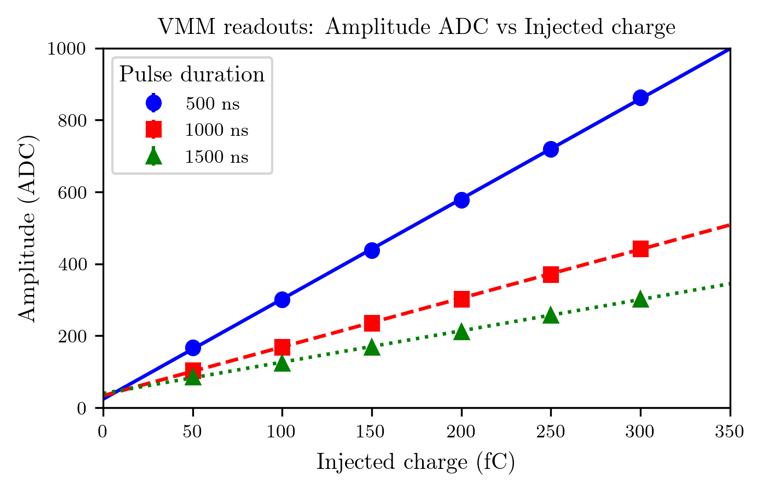 VMM readouts: Amplitude ADC vs Injected charge
Pulse duration
500 ns
1000 ns
1500 ns
Amplitude (ADC)
1000
800
600
400
200
0
0 50 100 150 200 250 300 350
Injected charge (fC)